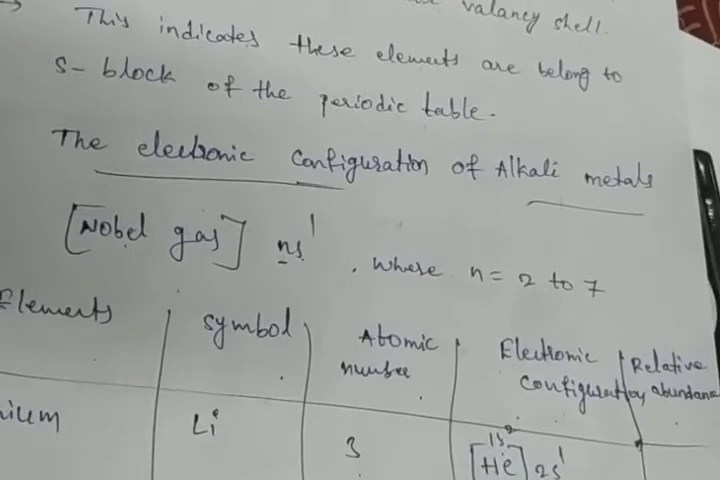 valancy shell.
→ This indicates these elements are belong to
S-block of the periodic table.
The electronic configuration of Alkali metals
[Nobel gas] ns¹, where n = 2 to 7
Elements symbol Atomic number Electronic configuration Relative abundance
Li 3 1s² [He] 2s¹